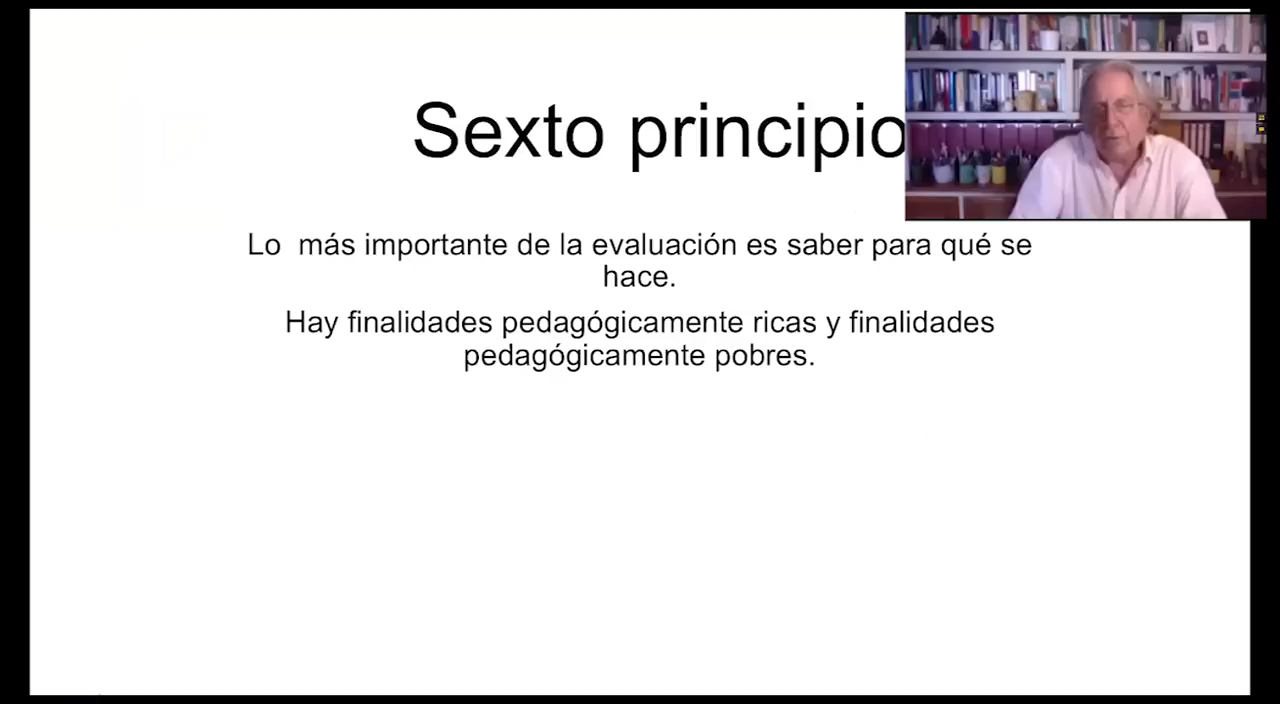 Sexto principio
Lo  más importante de la evaluación es saber para qué se
hace.
Hay finalidades pedagógicamente ricas y finalidades
pedagógicamente pobres.